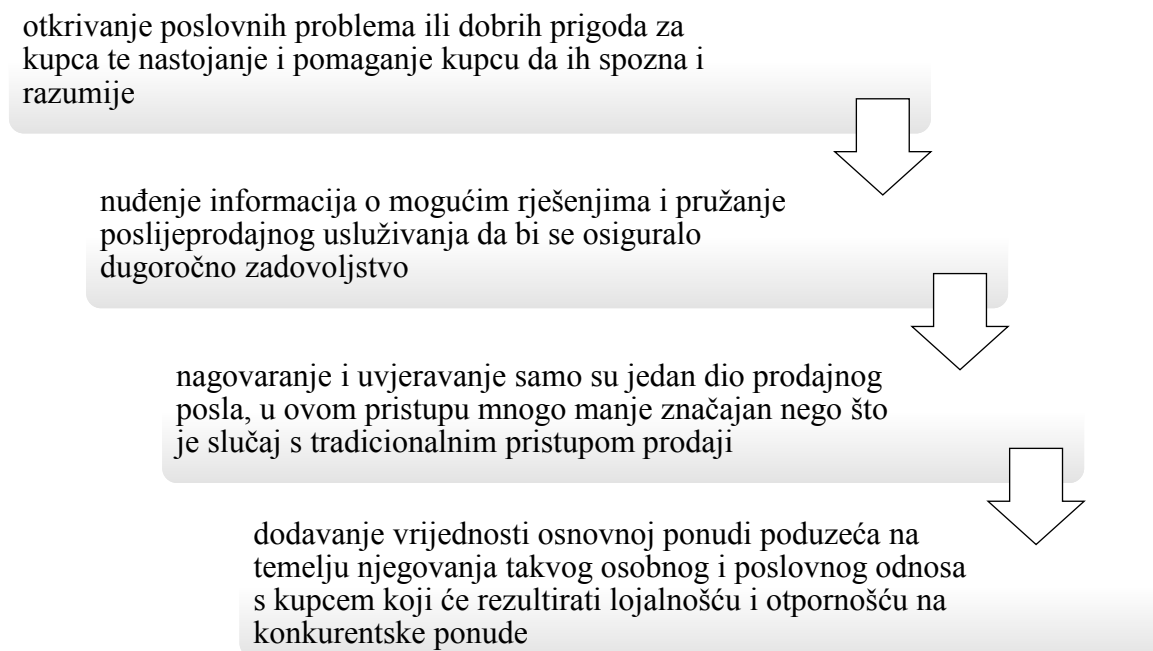 otkrivanje poslovnih problema ili dobrih prigoda za
kupca te nastojanje i pomaganje kupcu da ih spozna i
razumije
nuđenje informacija o mogućim rješenjima i pružanje
poslijeprodajnog usluživanja da bi se osiguralo
dugoročno zadovoljstvo
nagovaranje i uvjeravanje samo su jedan dio prodajnog
posla, u ovom pristupu mnogo manje značajan nego što
je slučaj s tradicionalnim pristupom prodaji
dodavanje vrijednosti osnovnoj ponudi poduzeća na
temelju njegovanja takvog osobnog i poslovnog odnosa
s kupcem koji će rezultirati lojalnošću i otpornošću na
konkurentske ponude